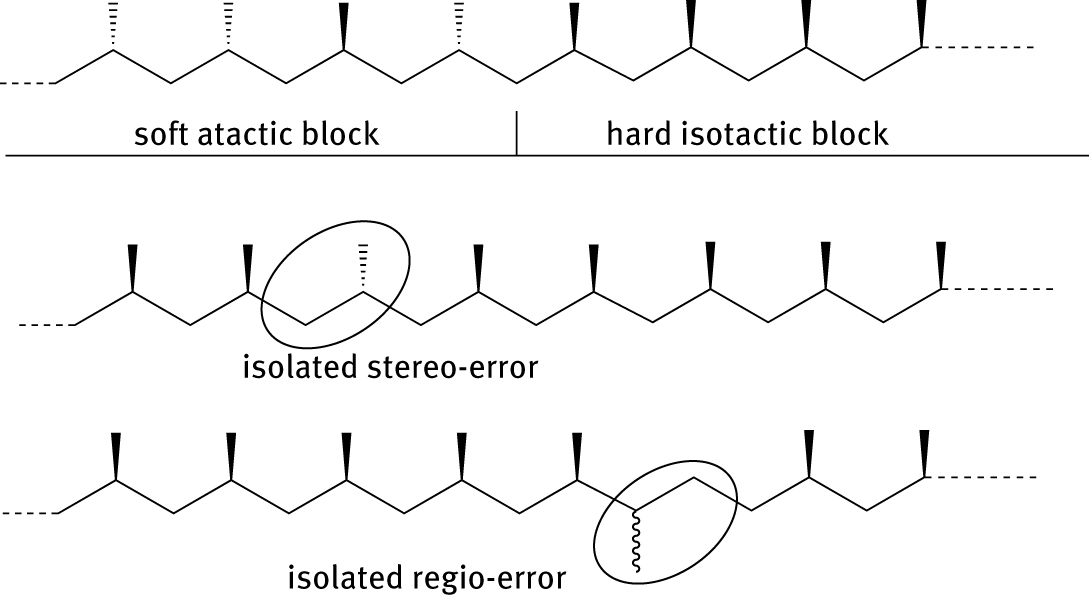 soft atactic block
hard isotactic block
isolated stereo-error
isolated regio-error